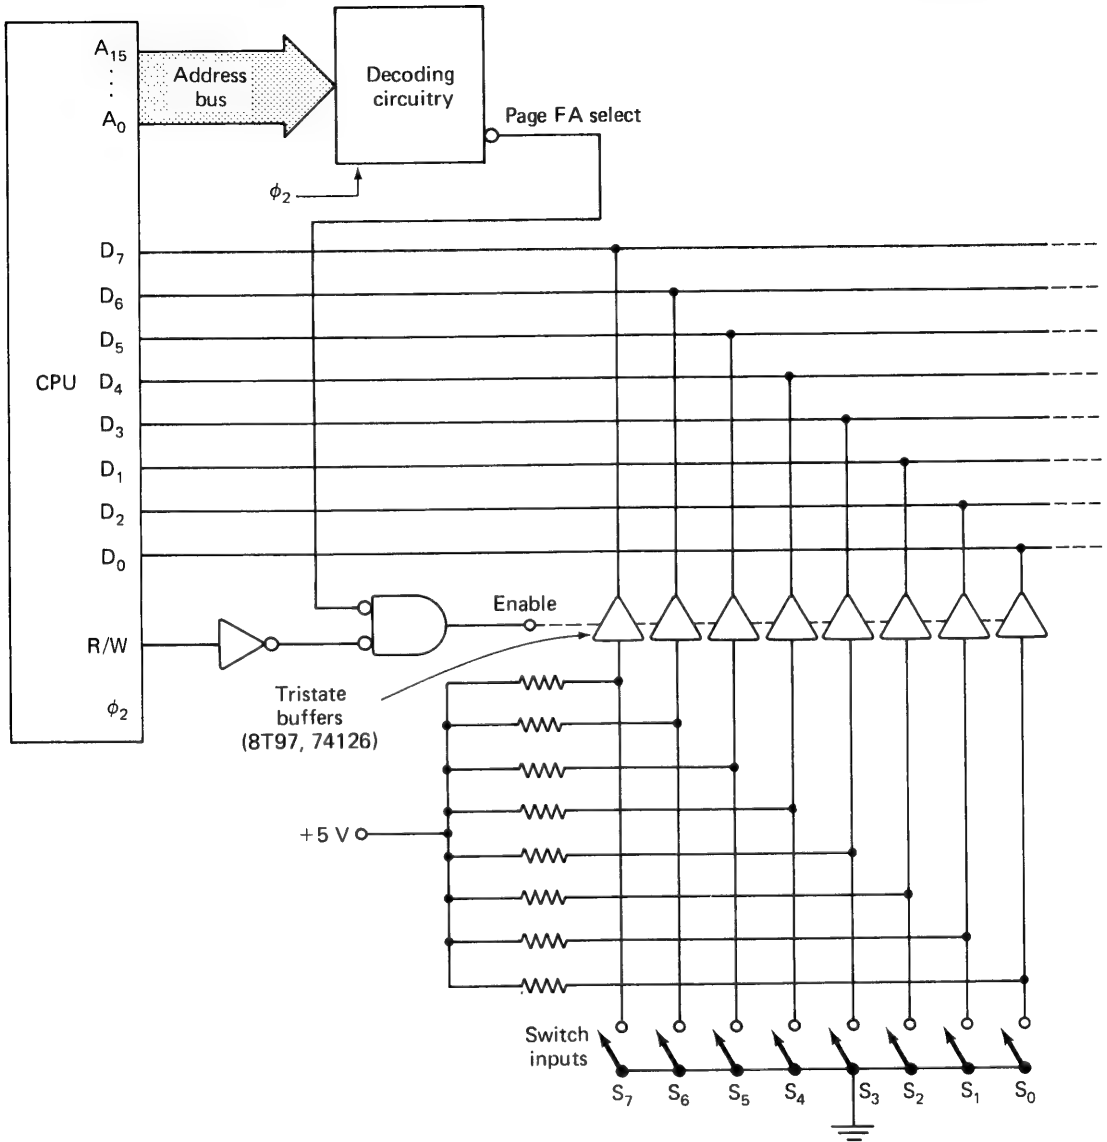 A15
Address
bus
A0
Decoding
circuitry
Page FA select
ϕ2
D7
D6
D5
CPU D4
D3
D1
D2
D0
R/W
ϕ2
Enable
Tristate
buffers
(8T97, 74126)
+5 V
Switch
inputs
S7 S6 S5 S4 S3 S2 S1 S0